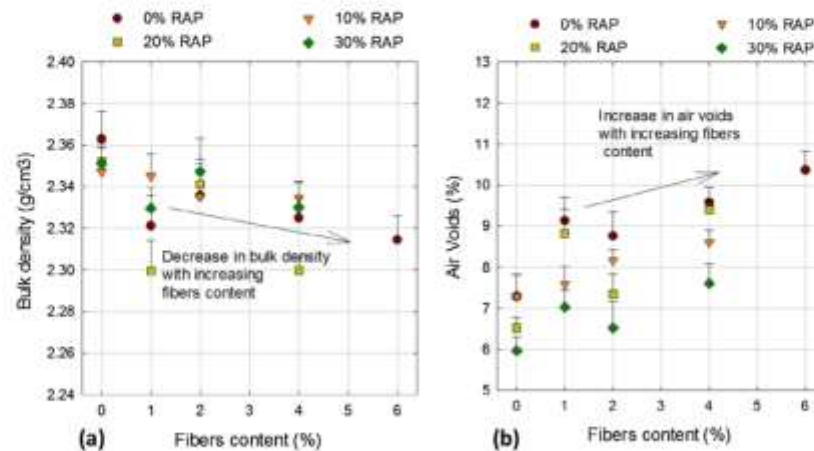 0% RAP 10% RAP
20% RAP 30% RAP
2.40
2.38
2.36
2.34
2.32
2.30
2.28
2.26
2.24
Bulk density (g/cm3)
Decrease in bulk density
with increasing
fibers content
0 1 2 3 4 5 6
(a) Fibers content (%)
0% RAP 10% RAP
20% RAP 30% RAP
13
12
11
10
9
8
7
6
5
Air Voids (%)
Increase in air voids
with increasing fibers
content
0 1 2 3 4 5 6
(b) Fibers content (%)